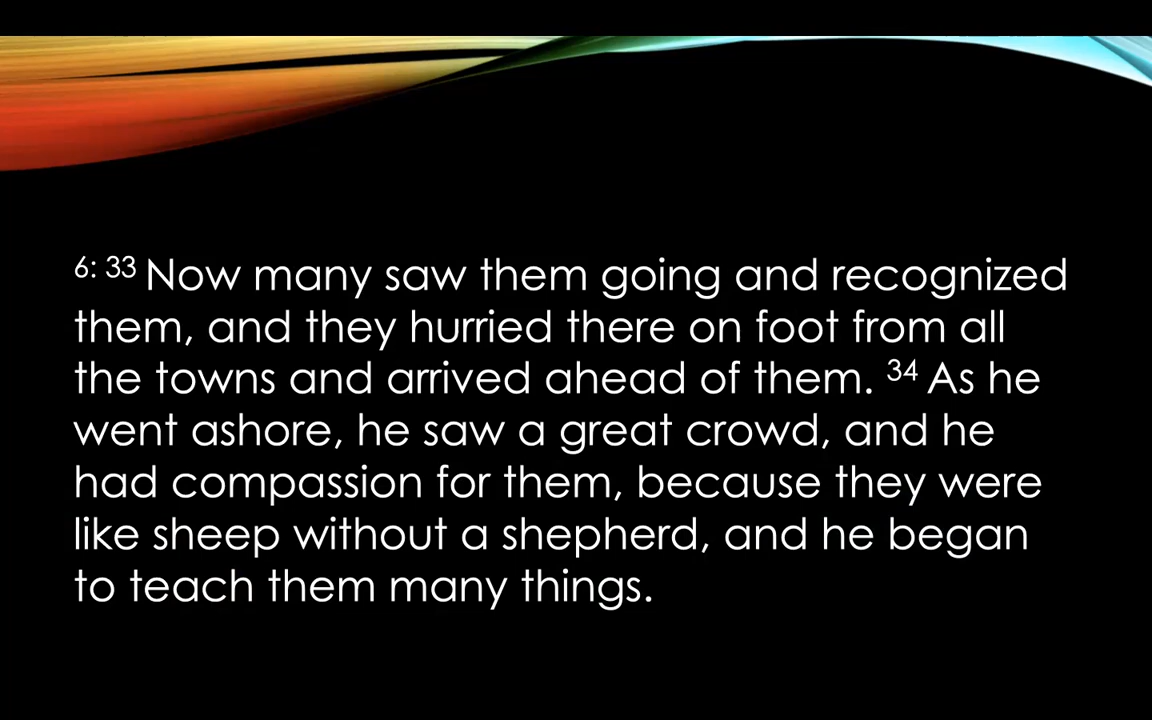 6: 33 Now many saw them going and recognized
them, and they hurried there on foot from all
the towns and arrived ahead of them. 34 As he
went ashore, he saw a great crowd, and he
had compassion for them, because they were
like sheep without a shepherd, and he began
to teach them many things.